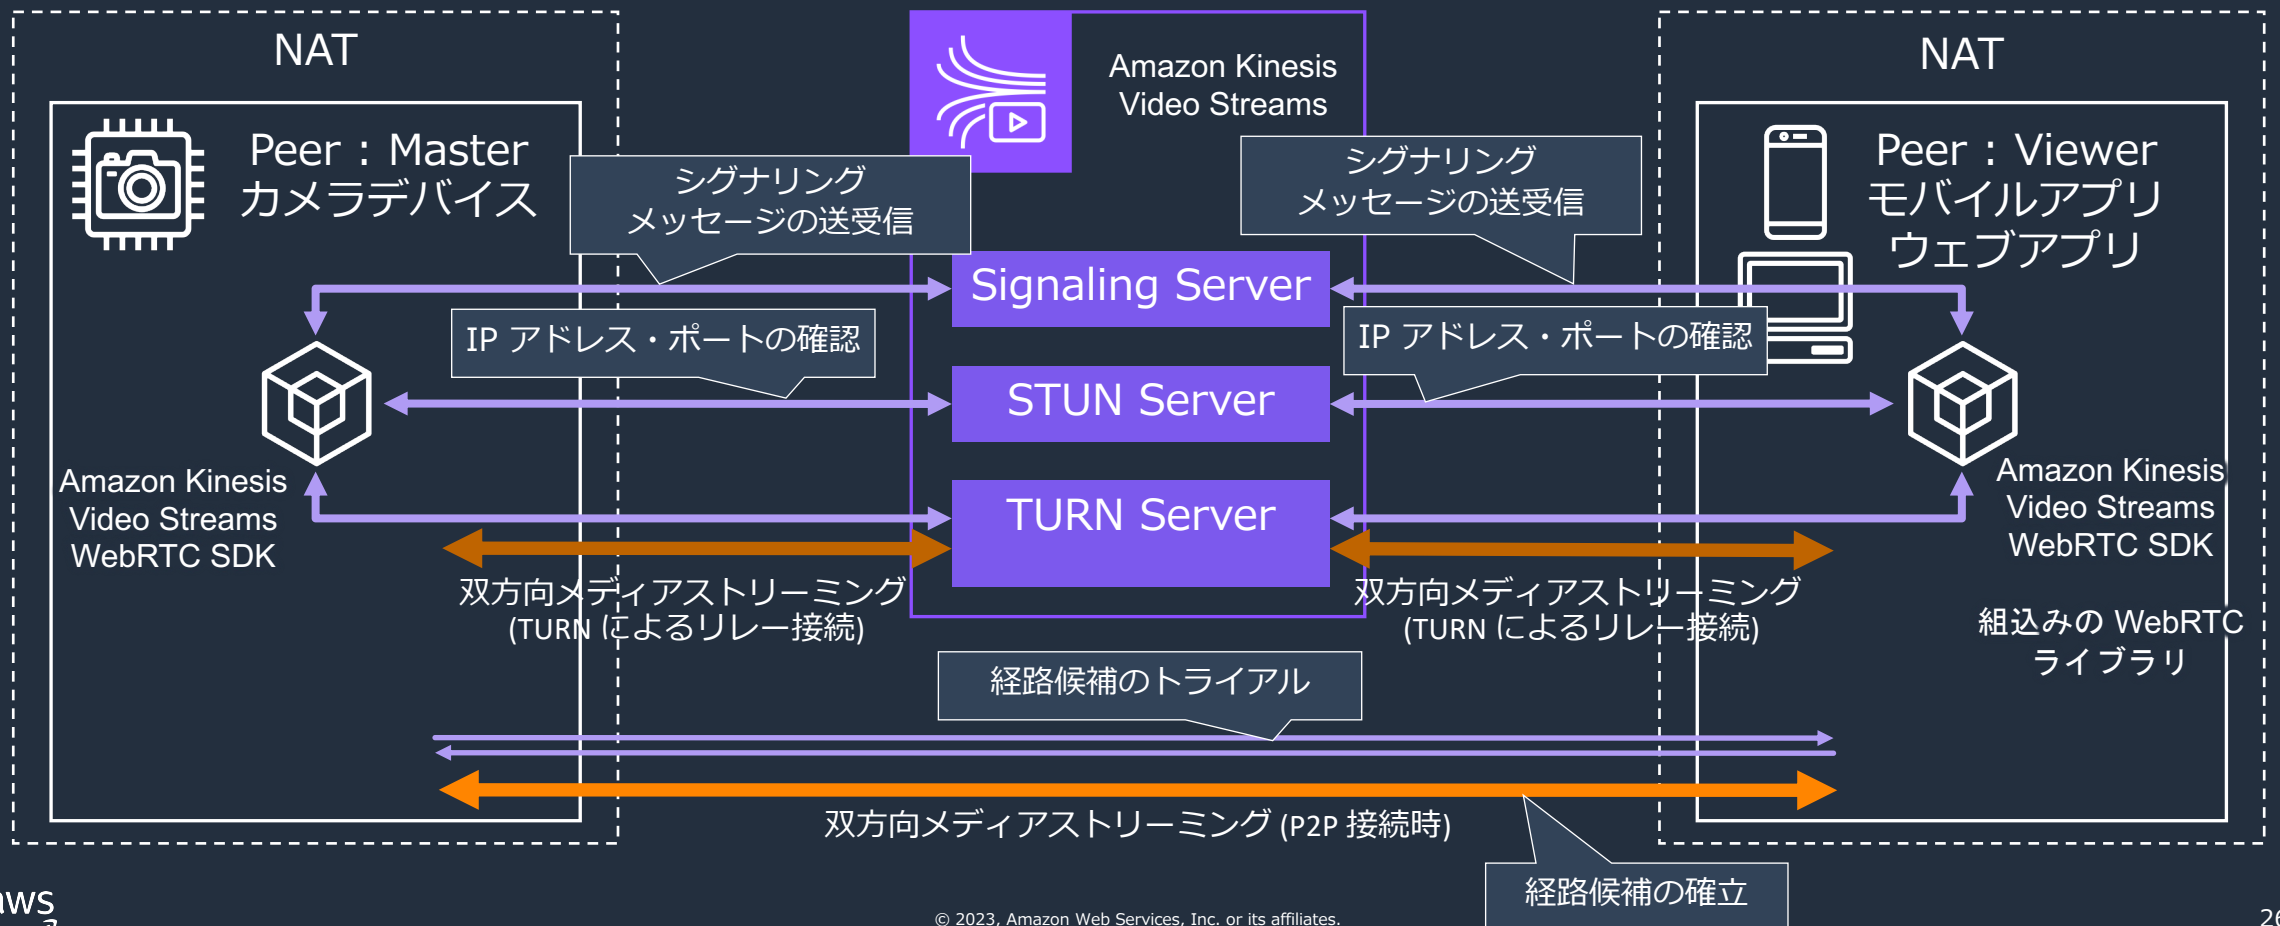 NAT
Peer : Master
カメラデバイス
Amazon Kinesis
Video Streams
NAT
Peer : Viewer
モバイルアプリ
ウェブアプリ
シグナリング
メッセージの送受信
シグナリング
メッセージの送受信
Signaling Server
IP アドレス・ポートの確認
IP アドレス・ポートの確認
STUN Server
Amazon Kinesis
Video Streams
WebRTC SDK
TURN Server
Amazon Kinesis
Video Streams
WebRTC SDK
双方向メディアストリーミング
(TURN によるリレー接続)
双方向メディアストリーミング
(TURN によるリレー接続)
組込みの WebRTC
ライブラリ
経路候補のトライアル
双方向メディアストリーミング (P2P 接続時)
経路候補の確立
aws
© 2023, Amazon Web Services, Inc. or its affiliates.
26